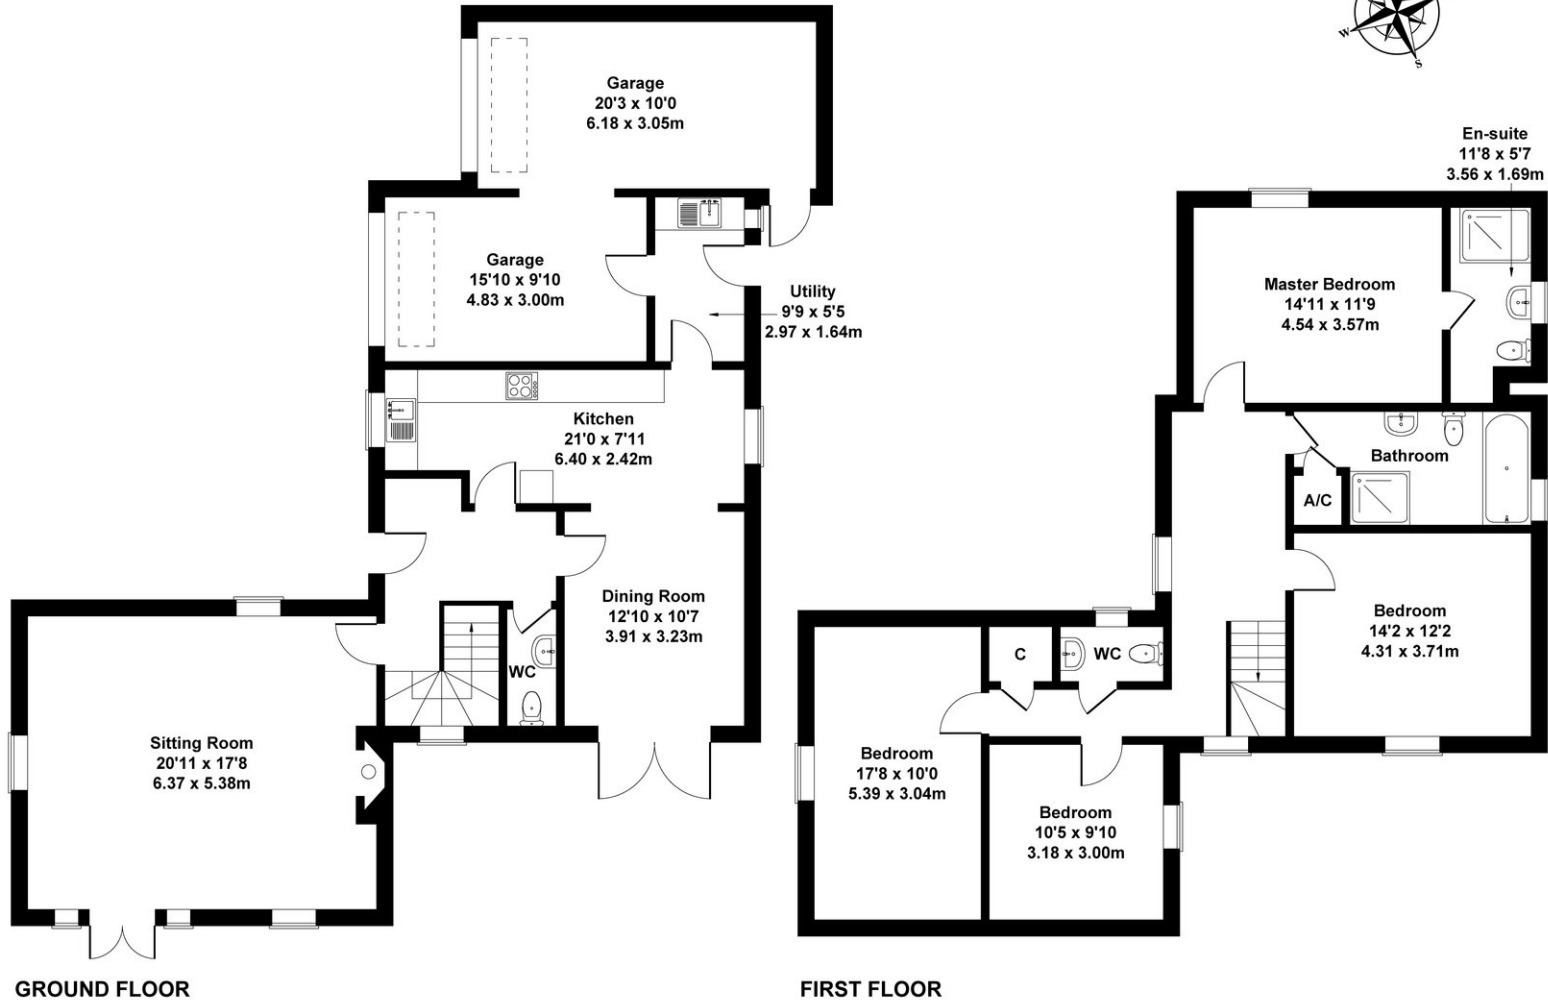 W
S
Garage
20'3 x 10'0
6.18 x 3.05m
En-suite
11'8 x 5'7
3.56 x 1.69m
Garage
15'10 x 9'10
4.83 x 3.00m
Utility
9'9 x 5'5
2.97 x 1.64m
Master Bedroom
14'11 x 11'9
4.54 x 3.57m
Kitchen
21'0 x 7'11
6.40 x 2.42m
Bathroom
A/C
Dining Room
12'10 x 10'7
3.91 x 3.23m
WC
Sitting Room
20'11 x 17'8
6.37 x 5.38m
Bedroom
14'2 x 12'2
4.31 x 3.71m
C
WC
Bedroom
17'8 x 10'0
5.39 x 3.04m
Bedroom
10'5 x 9'10
3.18 x 3.00m
GROUND FLOOR
FIRST FLOOR